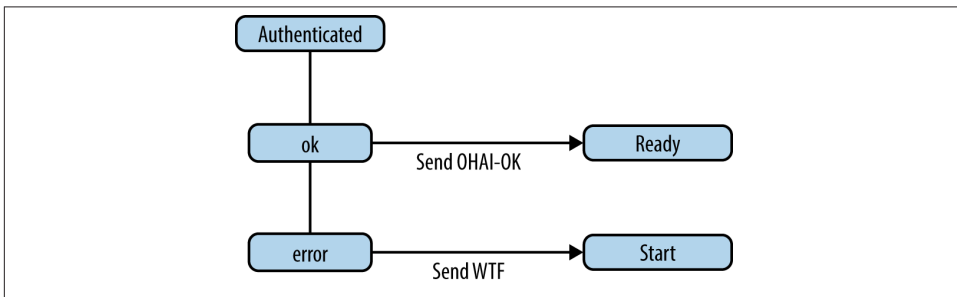 Authenticated
ok
Send OHAI-OK
Ready
error
Send WTF
Start